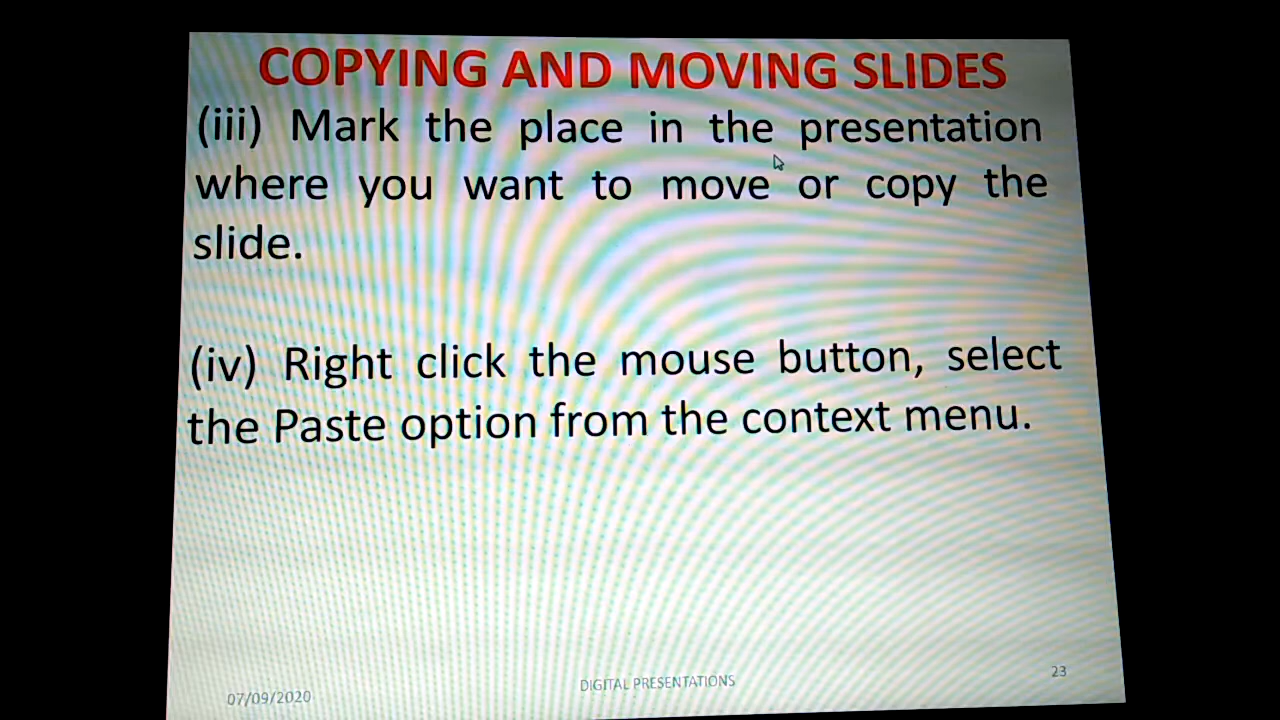 COPYING AND MOVING SLIDES
(iii) Mark the place in the presentation
where you want to move or copy the
slide.
(iv) Right click the mouse button, select
the Paste option from the context menu.
07/09/2020
DIGITAL PRESENTATIONS
23